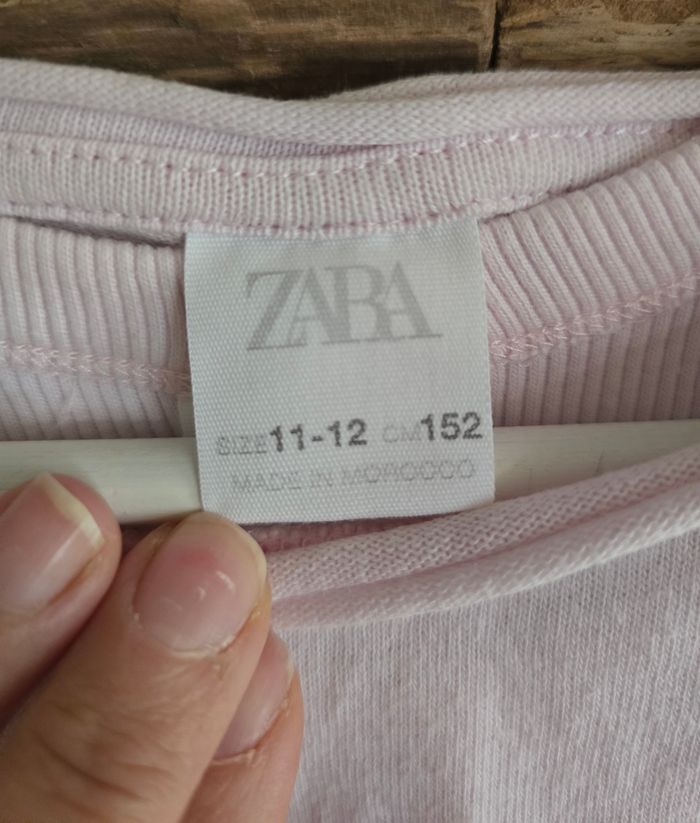 ZARA
SIZE 11-12 CM 152
MADE IN MOROCCO